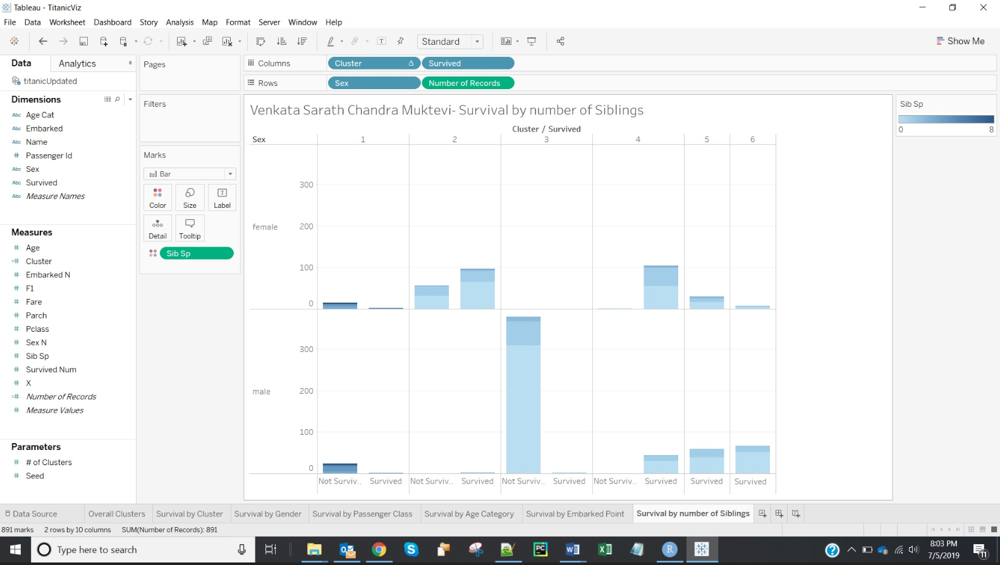 Tableau - TitanicViz
File Data Worksheet Dashboard Story Analysis Map Format Server Window Help
Standard
Show Me
Data
Analytics
titanicUpdated
Dimensions
Abc Age Cat
Abc Embarked
Abc Name
# Passenger Id
Abc Sex
Abc Survived
Abc Measure Names
Measures
# Age
=# Cluster
# Embarked N
# F1
# Fare
# Parch
# Pclass
# Sex N
# Sib Sp
# Survived Num
# X
=# Number of Records
# Measure Values
Parameters
# # of Clusters
# Seed
Pages
Filters
Marks
Bar
Color Size Label
Detail Tooltip
Sib Sp
Columns Cluster Δ Survived
Rows Sex Number of Records
Venkata Sarath Chandra Muktevi- Survival by number of Siblings
Cluster / Survived
Sex 1 2 3 4 5 6
300
female 200
100
0
300
male 200
100
0
Not Surviv.. Survived Not Surviv.. Survived Not Surviv.. Survived Not Surviv.. Survived Survived Survived
Sib Sp
0 8
Data Source Overall Clusters Survival by Cluster Survival by Gender Survival by Passenger Class Survival by Age Category Survival by Embarked Point Survival by number of Siblings
891 marks 2 rows by 10 columns SUM(Number of Records): 891
Type here to search
8:03 PM
7/5/2019
11